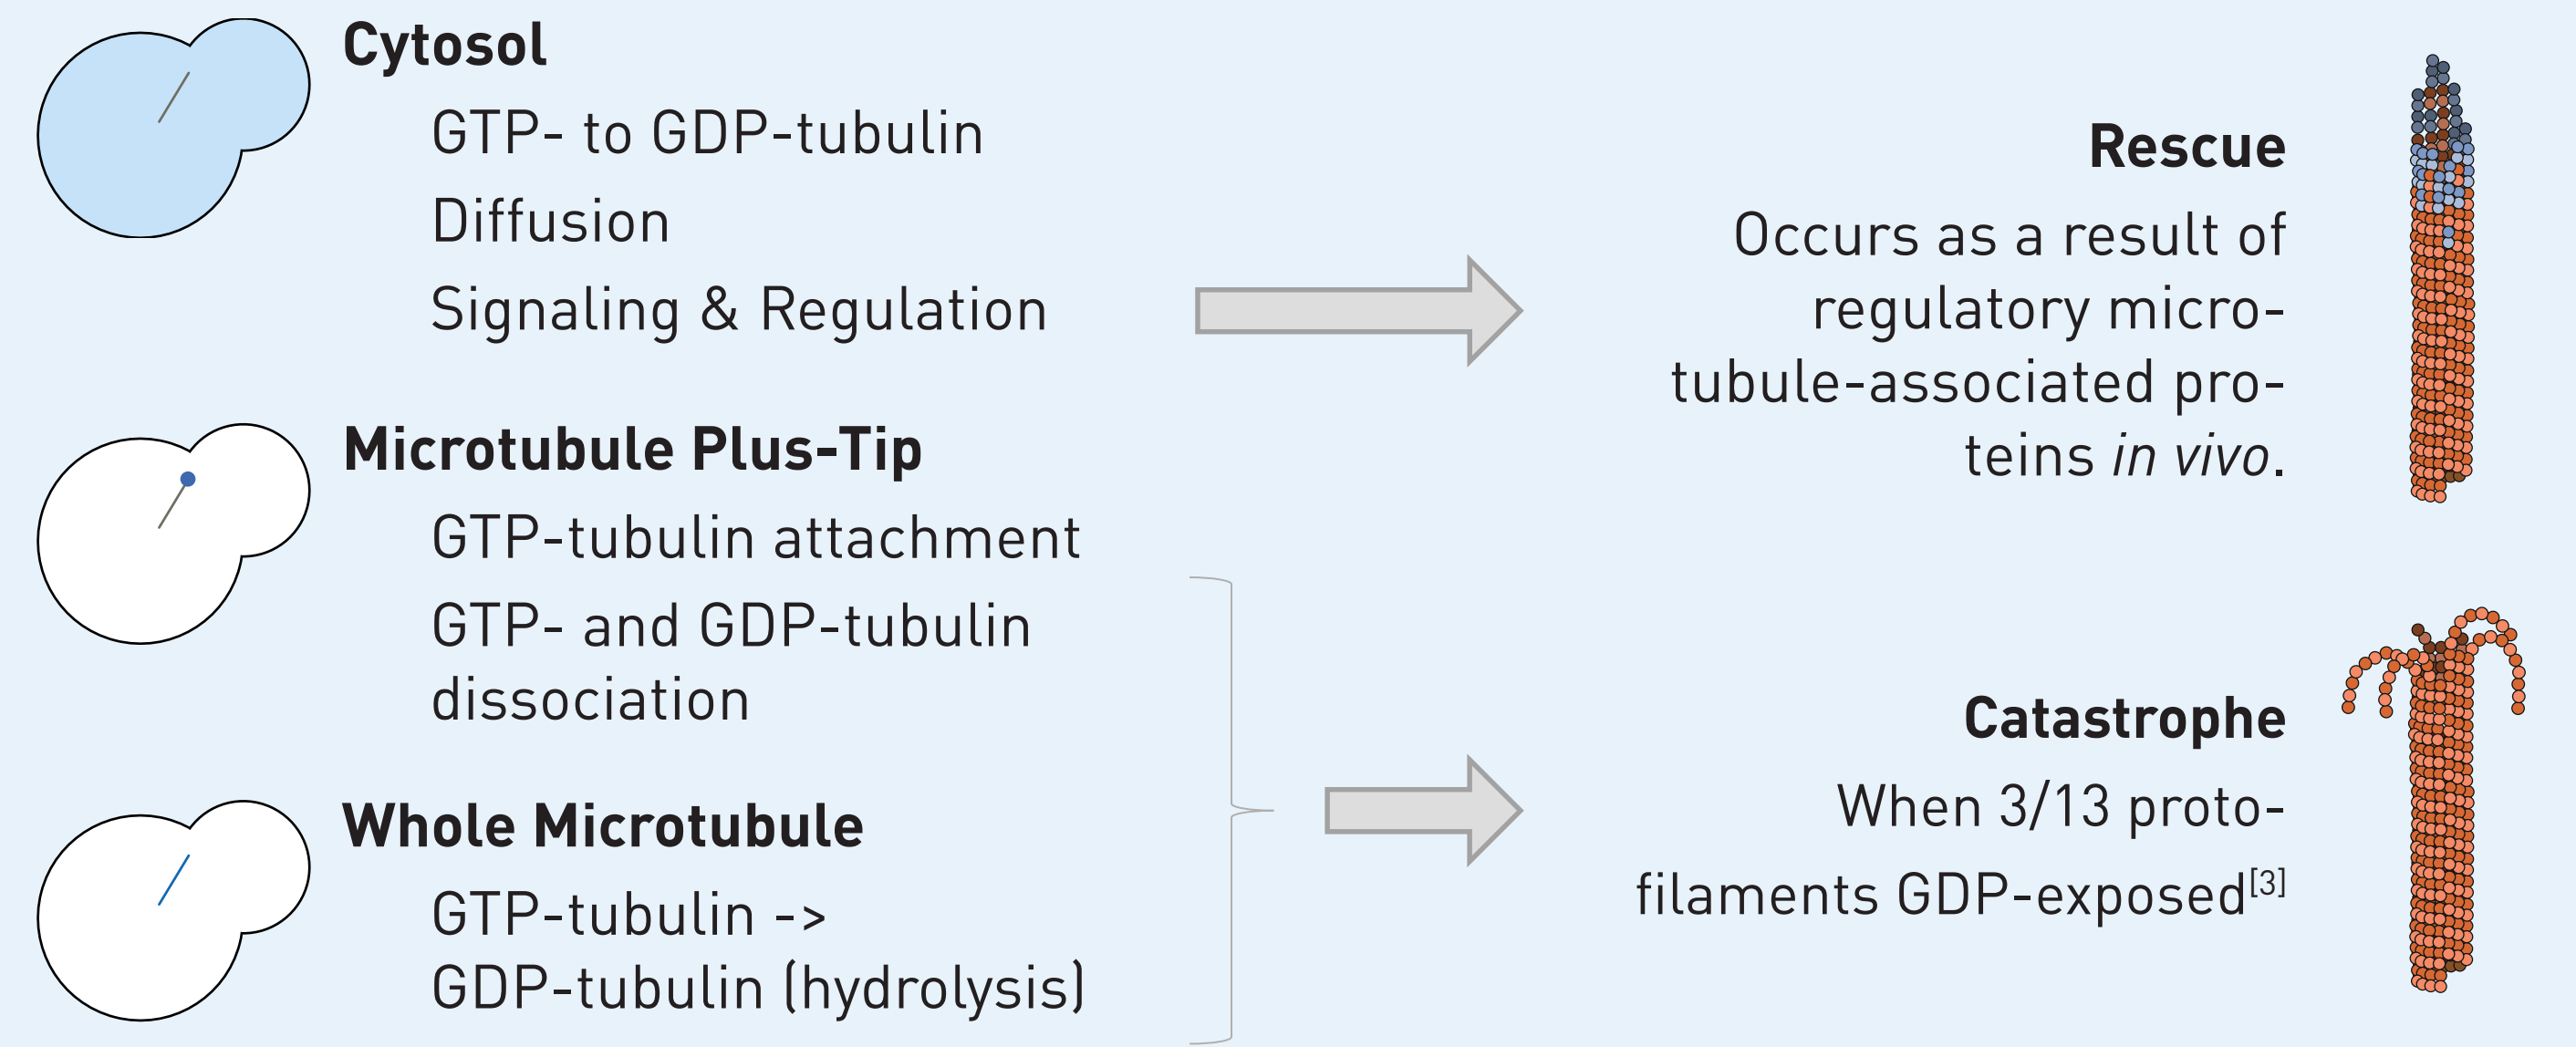 Cytosol
GTP- to GDP-tubulin
Diffusion
Signaling & Regulation
Microtubule Plus-Tip
GTP-tubulin attachment
GTP- and GDP-tubulin
dissociation
Whole Microtubule
GTP-tubulin ->
GDP-tubulin (hydrolysis)
Rescue
Occurs as a result of
regulatory micro-
tubule-associated pro-
teins in vivo.
Catastrophe
When 3/13 proto-
filaments GDP-exposed[3]